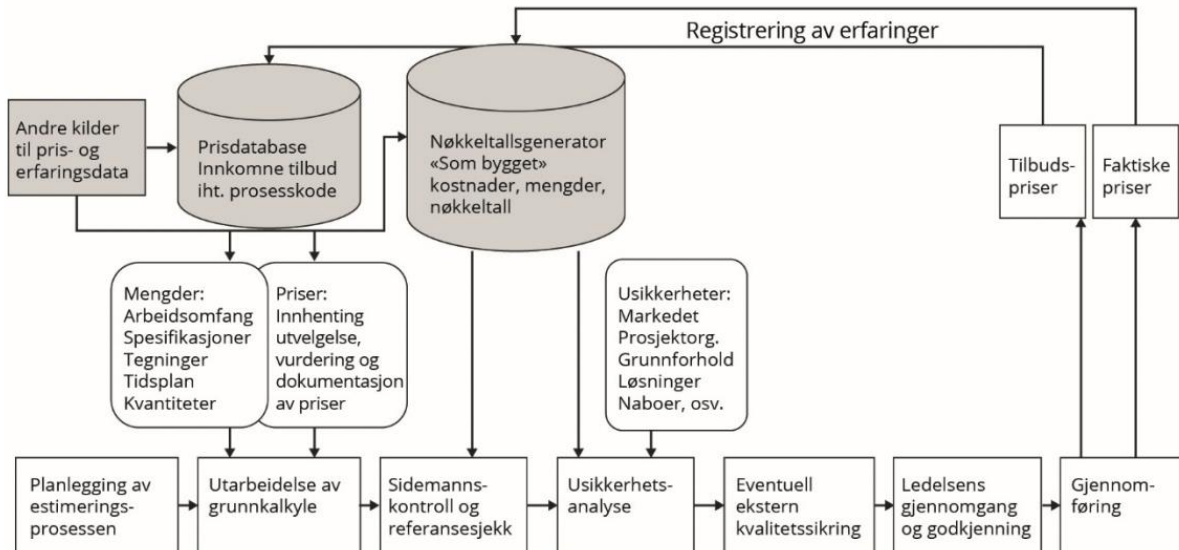 Registrering av erfaringer
Andre kilder
til pris- og
erfaringsdata
Prisdatabase
Innkomne tilbud
iht. prosesskode
Nøkkeltallsgenerator
«Som bygget»
kostnader, mengder,
nøkkeltall
Tilbuds-
priser
Faktiske
priser
Mengder:
Arbeidsomfang
Spesifikasjoner
Tegninger
Tidsplan
Kvantiteter
Priser:
Innhenting
utvelgelse,
vurdering og
dokumentasjon
av priser
Usikkerheter:
Markedet
Prosjektorg.
Grunnforhold
Løsninger
Naboer, osv.
Planlegging av
estimerings-
prosessen
Utarbeidelse av
grunnkalkyle
Sidemanns-
kontroll og
referansesjekk
Usikkerhets-
analyse
Eventuell
ekstern
kvalitetssikring
Ledelsens
gjennomgang
og godkjenning
Gjennom-
føring